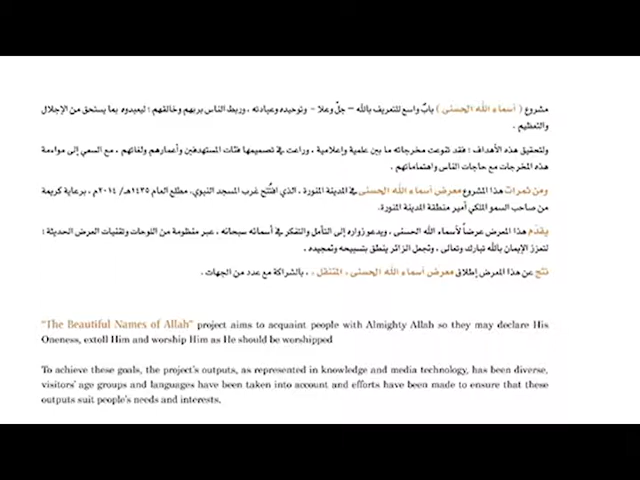 مشروع ( أسماء الله الحسنى ) بابٌ واسع للتعريف بالله – جلّ وعلا - وتوحيده وعبادته ، وربط الناس بربهم وخالقهم ؛ ليعبدوه بما يستحق من الإجلال
والتعظيم .
ولتحقيق هذه الأهداف ؛ فقد تنوعت مخرجاته ما بين علمية وإعلامية ، وراعت في تصميمها فئات المستهدفين وأعمارهم ولغاتهم ، مع السعي إلى مواءمة
هذه المخرجات مع حاجات الناس واهتماماتهم .
ومن ثمرات هذا المشروع معرض أسماء الله الحسنى في المدينة المنورة ، الذي افتُتح غرب المسجد النبوي، مطلع العام ١٤٣٥هـ/ ٢٠١٤م ، برعاية كريمة
من صاحب السمو الملكي أمير منطقة المدينة المنورة.
يقدّم هذا المعرض عرضاً لأسماء الله الحسنى ، ويدعو زواره إلى التأمل والتفكر في أسمائه سبحانه ، عبر منظومة من اللوحات وتقنيات العرض الحديثة ؛
لتعزز الإيمان بالله تبارك وتعالى ، وتجعل الزائر ينطق بتسبيحه وتمجيده .
نتج عن هذا المعرض إطلاق معرض أسماء الله الحسنى ، المتنقل ، ، بالشراكة مع عدد من الجهات .
"The Beautiful Names of Allah" project aims to acquaint people with Almighty Allah so they may declare His
Oneness, extoll Him and worship Him as He should be worshipped
To achieve these goals, the project's outputs, as represented in knowledge and media technology, has been diverse,
visitors' age groups and languages have been taken into account and efforts have been made to ensure that these
outputs suit people's needs and interests.